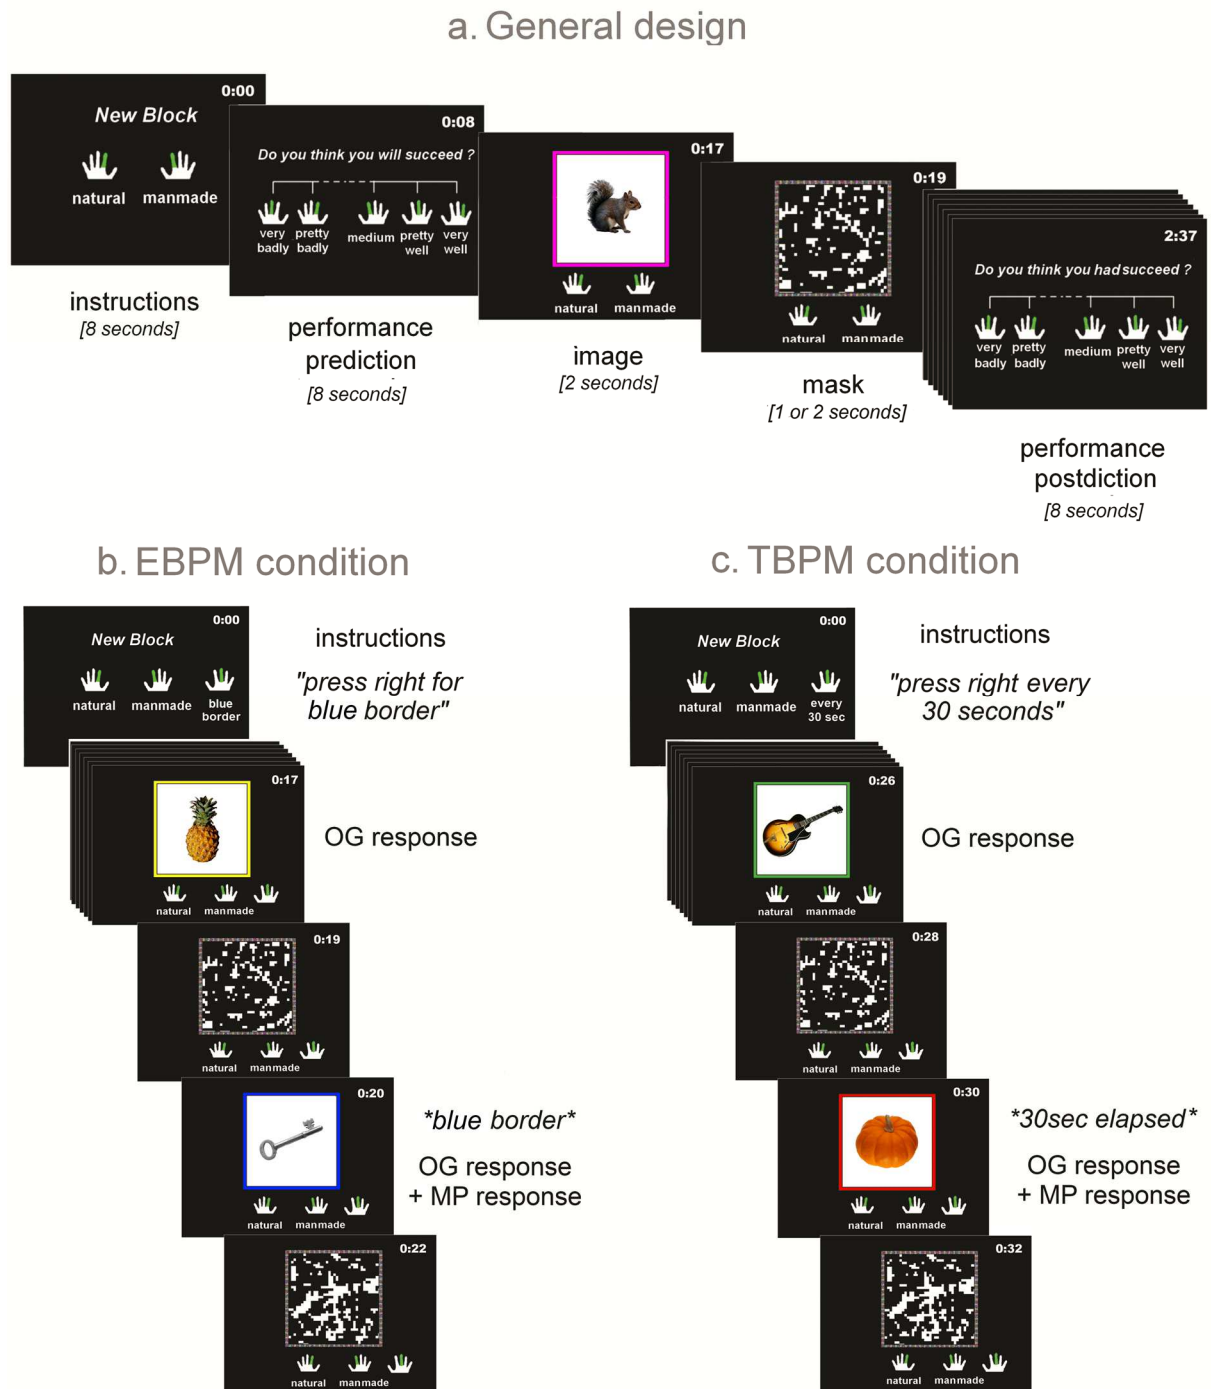 a. General design
0:00
New Block
natural manmade
instructions
[8 seconds]
0:08
Do you think you will succeed ?
very badly pretty badly medium pretty well very well
performance
prediction
[8 seconds]
0:17
natural manmade
image
[2 seconds]
0:19
natural manmade
mask
[1 or 2 seconds]
2:37
Do you think you had succeed ?
very badly pretty badly medium pretty well very well
performance
postdiction
[8 seconds]
b. EBPM condition
0:00
New Block
natural manmade blue border
instructions
"press right for
blue border"
0:17
natural manmade
OG response
0:19
natural manmade
0:20
natural manmade
*blue border*
OG response
+ MP response
0:22
natural manmade
c. TBPM condition
0:00
New Block
natural manmade every 30 sec
instructions
"press right every
30 seconds"
0:26
natural manmade
OG response
0:28
natural manmade
0:30
natural manmade
*30sec elapsed*
OG response
+ MP response
0:32
natural manmade